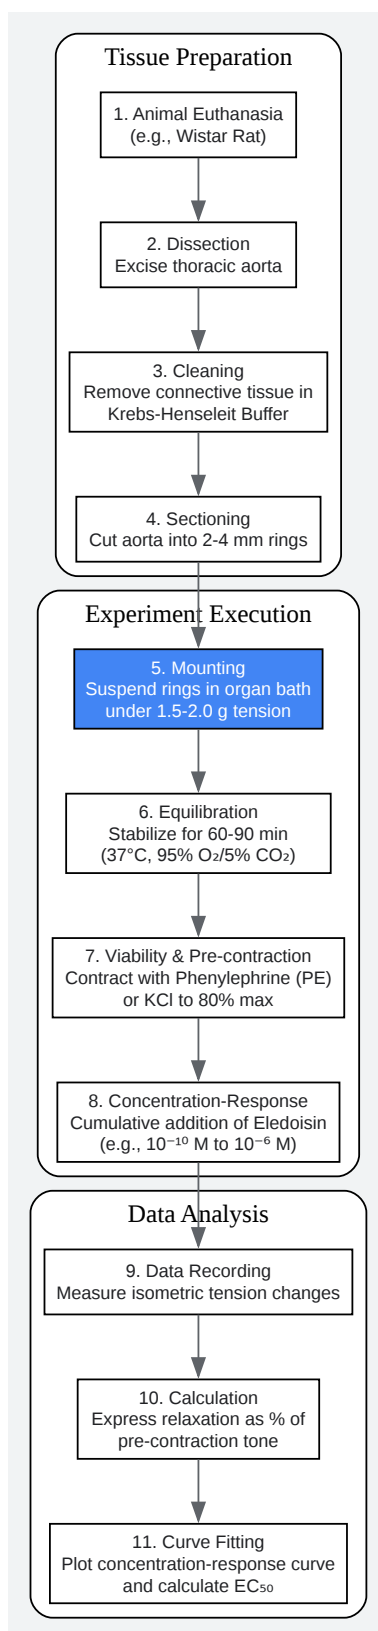 Tissue Preparation
1. Animal Euthanasia
(e.g., Wistar Rat)
2. Dissection
Excise thoracic aorta
3. Cleaning
Remove connective tissue in
Krebs-Henseleit Buffer
4. Sectioning
Cut aorta into 2-4 mm rings
Experiment Execution
5. Mounting
Suspend rings in organ bath
under 1.5-2.0 g tension
6. Equilibration
Stabilize for 60-90 min
(37°C, 95% O₂/5% CO₂)
7. Viability & Pre-contraction
Contract with Phenylephrine (PE)
or KCl to 80% max
8. Concentration-Response
Cumulative addition of Eledoisin
(e.g., 10⁻¹⁰ M to 10⁻⁶ M)
Data Analysis
9. Data Recording
Measure isometric tension changes
10. Calculation
Express relaxation as % of
pre-contraction tone
11. Curve Fitting
Plot concentration-response curve
and calculate EC₅₀